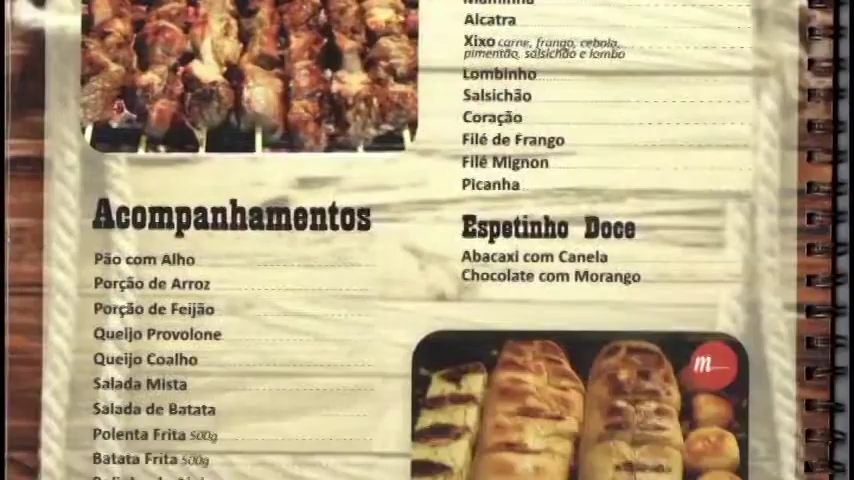 Alcatra
Xixo carne, frango, cebola,
pimentão, salsichão e lombo
Lombinho
Salsichão
Coração
Filé de Frango
Filé Mignon
Picanha
Acompanhamentos
Pão com Alho
Porção de Arroz
Porção de Feijão
Queijo Provolone
Queijo Coalho
Salada Mista
Salada de Batata
Polenta Frita 500g
Batata Frita 500g
Espetinho Doce
Abacaxi com Canela
Chocolate com Morango
m